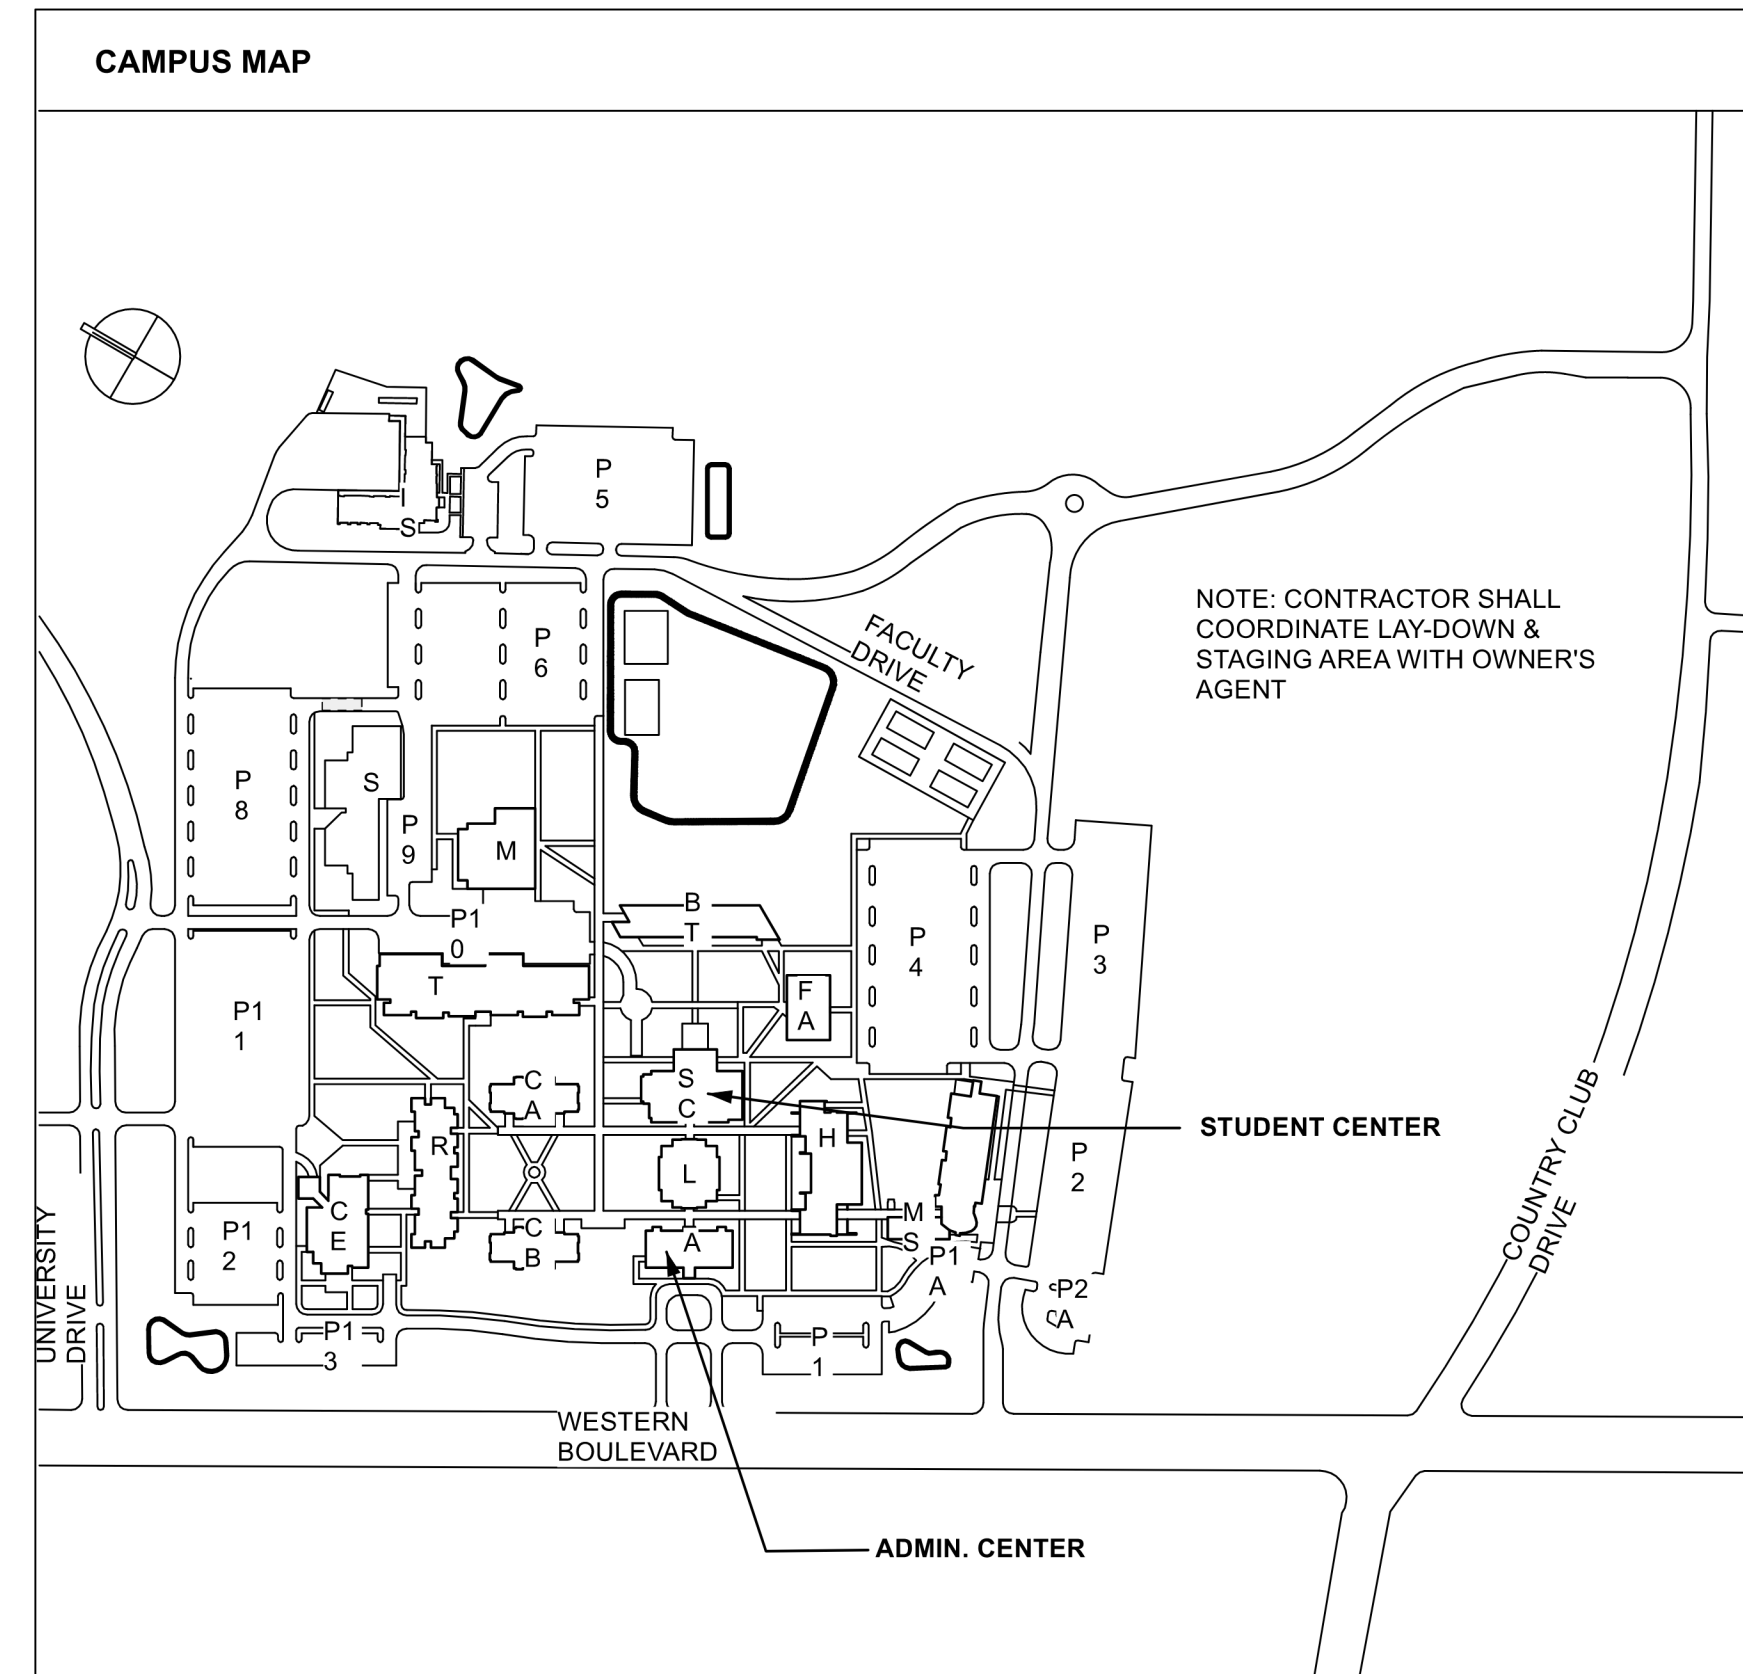 CAMPUS MAP
I
S
P
5
P
6
FACULTY
DRIVE
NOTE: CONTRACTOR SHALL
COORDINATE LAY-DOWN &
STAGING AREA WITH OWNER'S
AGENT
P
8
S
P
9
M
P1
0
B
T
P
4
P
3
T
F
A
P1
1
C
A
S
C
STUDENT CENTER
R
H
L
P
2
C
E
C
B
A
M
S
P1
2
P1
A
P2
A
P1
3
P
1
UNIVERSITY
DRIVE
COUNTRY CLUB
DRIVE
WESTERN
BOULEVARD
ADMIN. CENTER